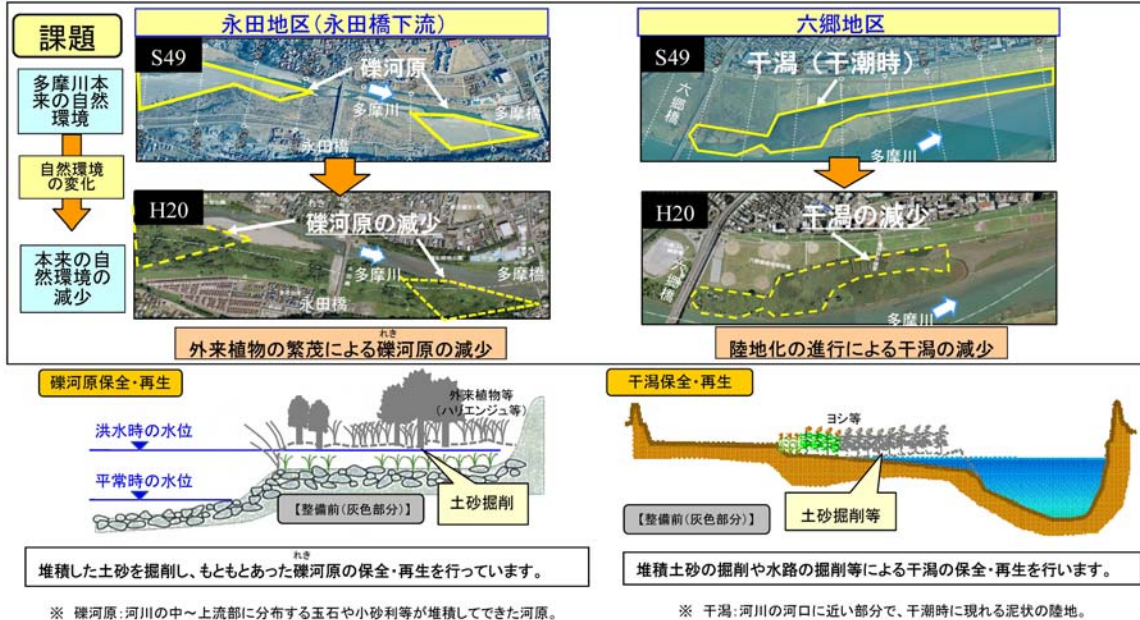 課題
多摩川本
来の自然
環境
自然環境
の変化
本来の自
然環境の
減少
永田地区(永田橋下流)
S49
礫河原
多摩川
多摩橋
永田橋
H20
れき
礫河原の減少
多摩川
多摩橋
永田橋
れき
外来植物の繁茂による礫河原の減少
六郷地区
S49
干潟(干潮時)
六郷橋
多摩川
H20
干潟の減少
六郷橋
多摩川
陸地化の進行による干潟の減少
礫河原保全・再生
外来植物等
(ハリエンジュ等)
洪水時の水位
平常時の水位
【整備前(灰色部分)】
土砂掘削
れき
堆積した土砂を掘削し、もともとあった礫河原の保全・再生を行っています。
※ 礫河原:河川の中~上流部に分布する玉石や小砂利等が堆積してできた河原。
干潟保全・再生
ヨシ等
【整備前(灰色部分)】
土砂掘削等
堆積土砂の掘削や水路の掘削等による干潟の保全・再生を行います。
※ 干潟:河川の河口に近い部分で、干潮時に現れる泥状の陸地。